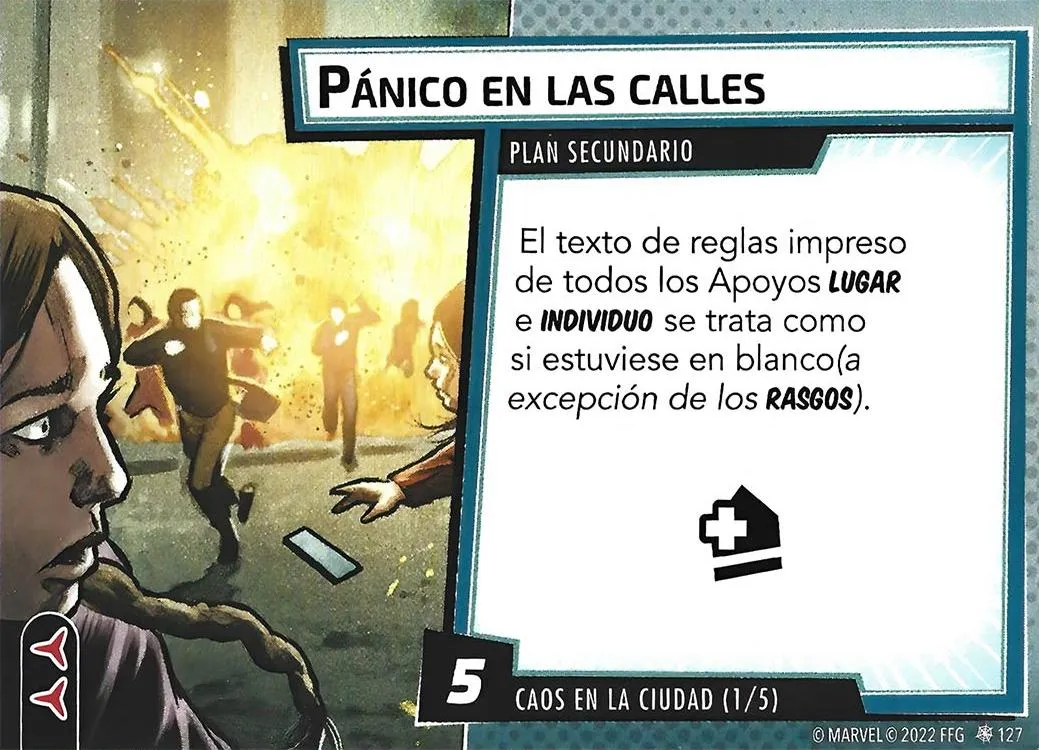 PÁNICO EN LAS CALLES
PLAN SECUNDARIO
El texto de reglas impreso
de todos los Apoyos LUGAR
e INDIVIDUO se trata como
si estuviese en blanco(a
excepción de los RASGOS).
5
CAOS EN LA CIUDAD (1/5)
© MARVEL © 2022 FFG 127